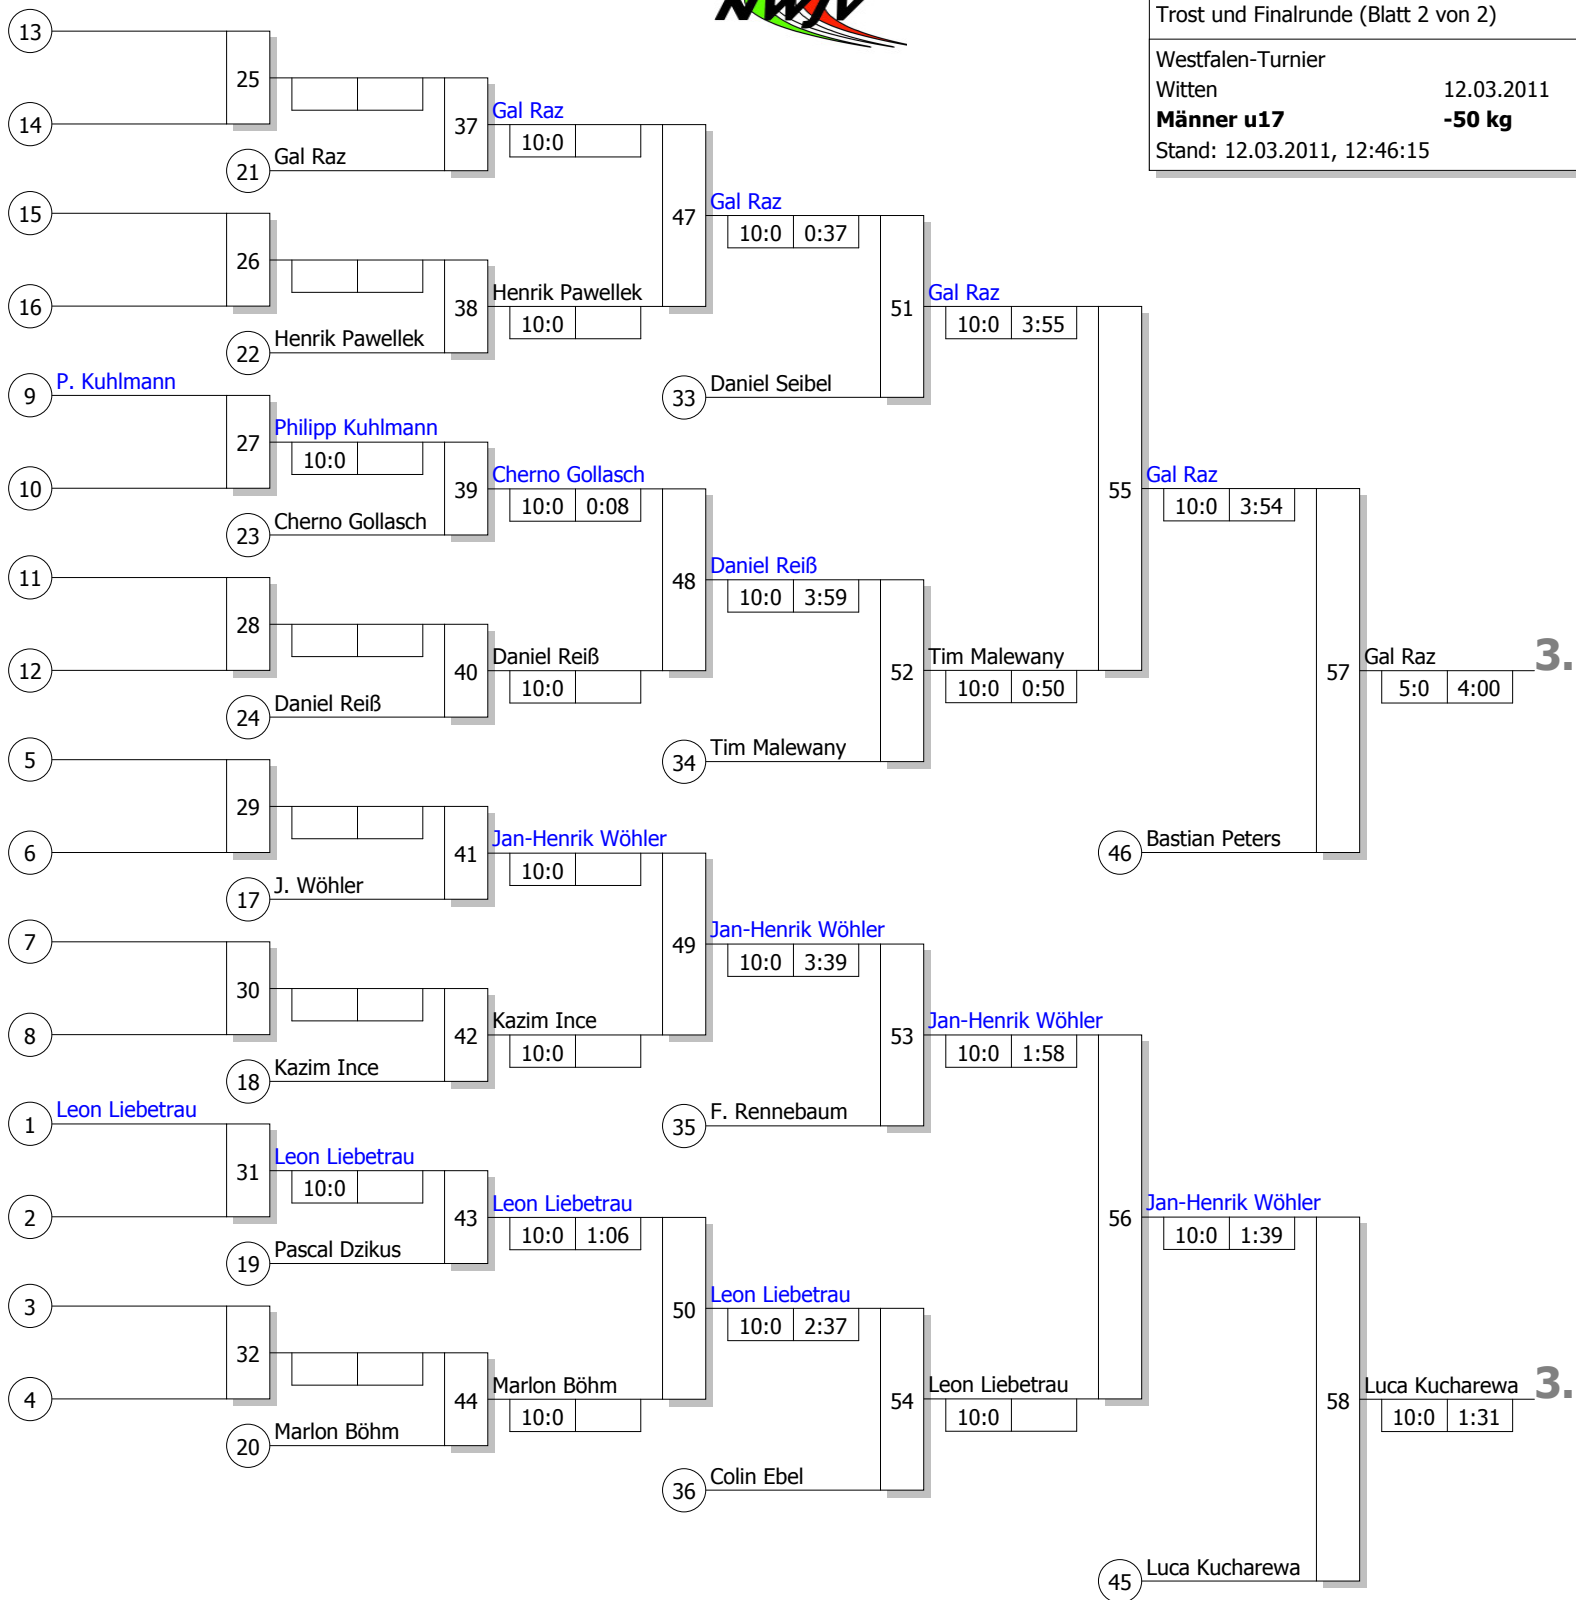 NWJV
Trost und Finalrunde (Blatt 2 von 2)
Westfalen-Turnier
Witten 12.03.2011
Männer u17 -50 kg
Stand: 12.03.2011, 12:46:15
13
25
14
37
Gal Raz
10:0
21
Gal Raz
15
47
Gal Raz
10:0 0:37
26
16
38
Henrik Pawellek
10:0
22
Henrik Pawellek
51
Gal Raz
10:0 3:55
9
P. Kuhlmann
33
Daniel Seibel
27
Philipp Kuhlmann
10:0
10
39
Cherno Gollasch
10:0 0:08
23
Cherno Gollasch
55
Gal Raz
10:0 3:54
11
48
Daniel Reiß
10:0 3:59
28
12
40
Daniel Reiß
10:0
24
Daniel Reiß
52
Tim Malewany
10:0 0:50
57
Gal Raz
5:0 4:00
3.
5
34
Tim Malewany
29
6
41
Jan-Henrik Wöhler
10:0
46
Bastian Peters
17
J. Wöhler
7
49
Jan-Henrik Wöhler
10:0 3:39
30
8
42
Kazim Ince
10:0
18
Kazim Ince
53
Jan-Henrik Wöhler
10:0 1:58
1
Leon Liebetrau
35
F. Rennebaum
31
Leon Liebetrau
10:0
2
43
Leon Liebetrau
10:0 1:06
19
Pascal Dzikus
56
Jan-Henrik Wöhler
10:0 1:39
3
50
Leon Liebetrau
10:0 2:37
32
4
44
Marlon Böhm
10:0
20
Marlon Böhm
54
Leon Liebetrau
10:0
58
Luca Kucharewa
10:0 1:31
3.
36
Colin Ebel
45
Luca Kucharewa